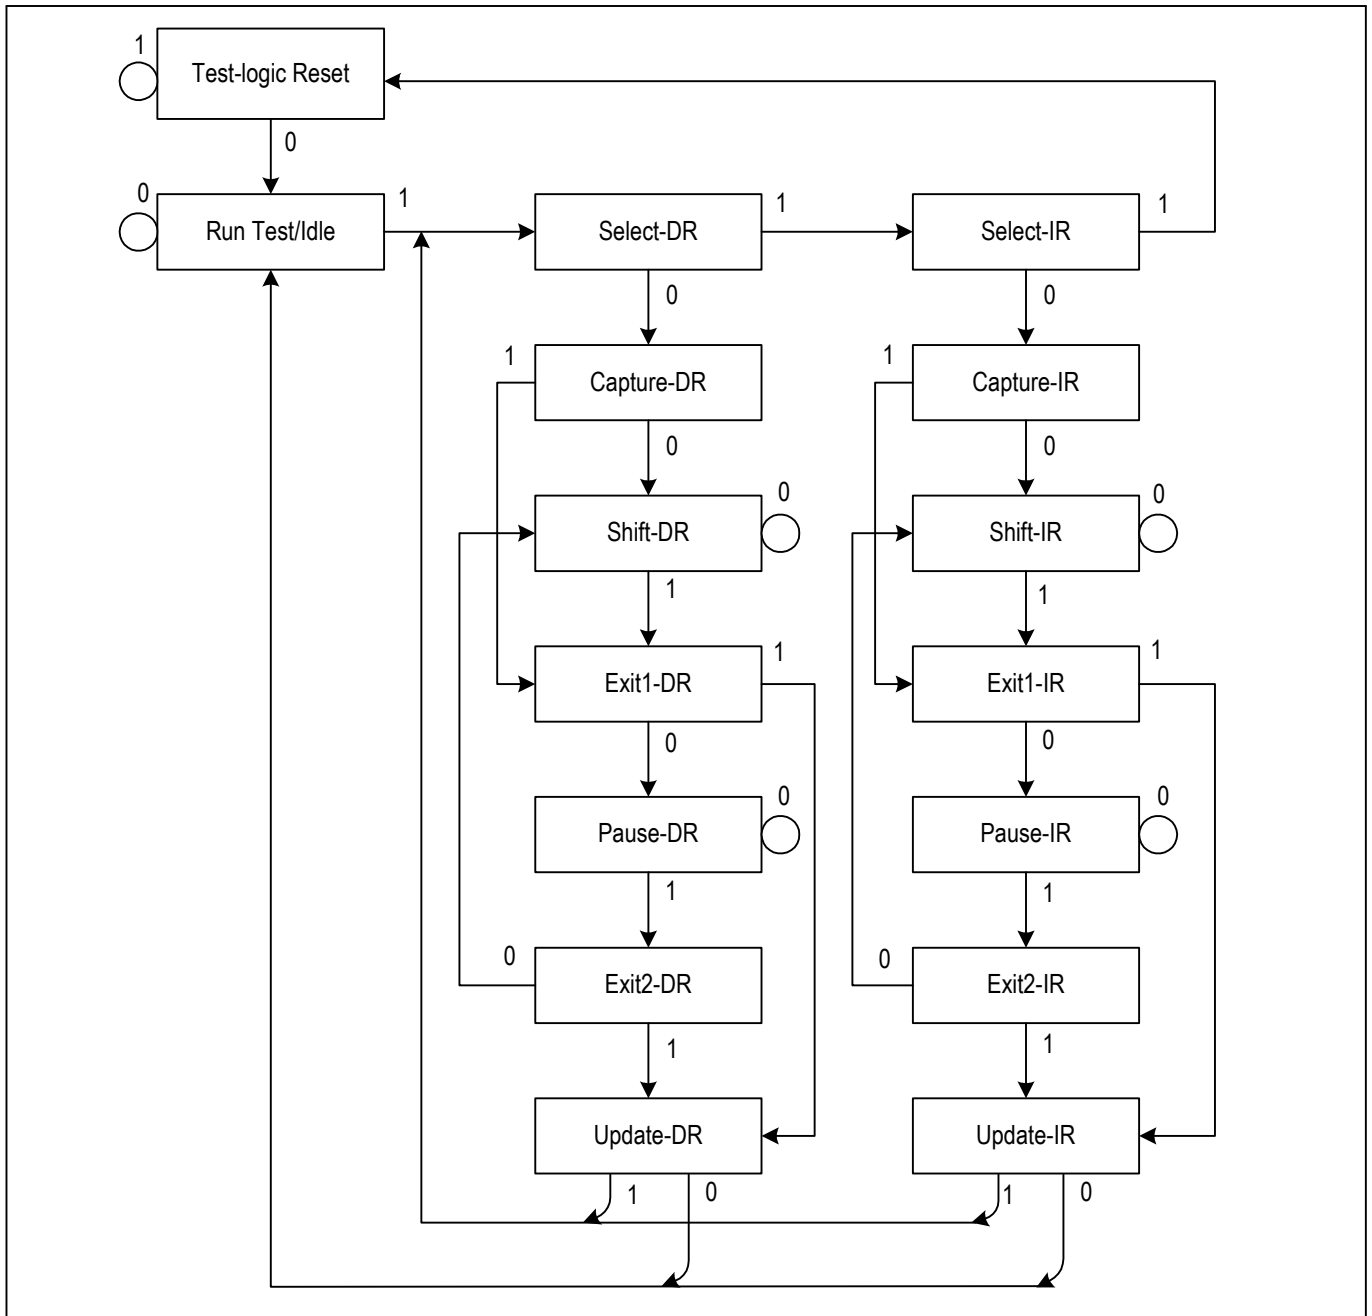 1
Test-logic Reset
0
0
Run Test/Idle
1
Select-DR
1
Select-IR
1
0
0
1
Capture-DR
1
Capture-IR
0
0
Shift-DR
0
Shift-IR
0
1
1
Exit1-DR
1
Exit1-IR
1
0
0
Pause-DR
0
Pause-IR
0
1
1
0
Exit2-DR
0
Exit2-IR
1
1
Update-DR
Update-IR
1
0
1
0